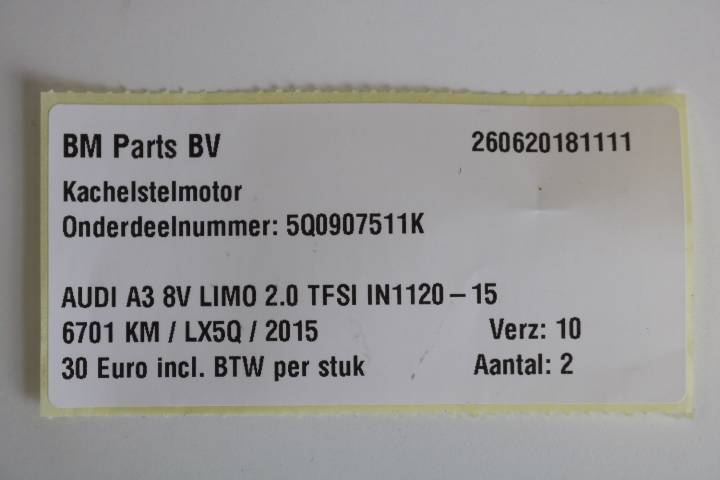 BM Parts BV 260620181111
Kachelstelmotor
Onderdeelnummer: 5Q0907511K
AUDI A3 8V LIMO 2.0 TFSI IN1120 – 15
6701 KM / LX5Q / 2015 Verz: 10
30 Euro incl. BTW per stuk Aantal: 2